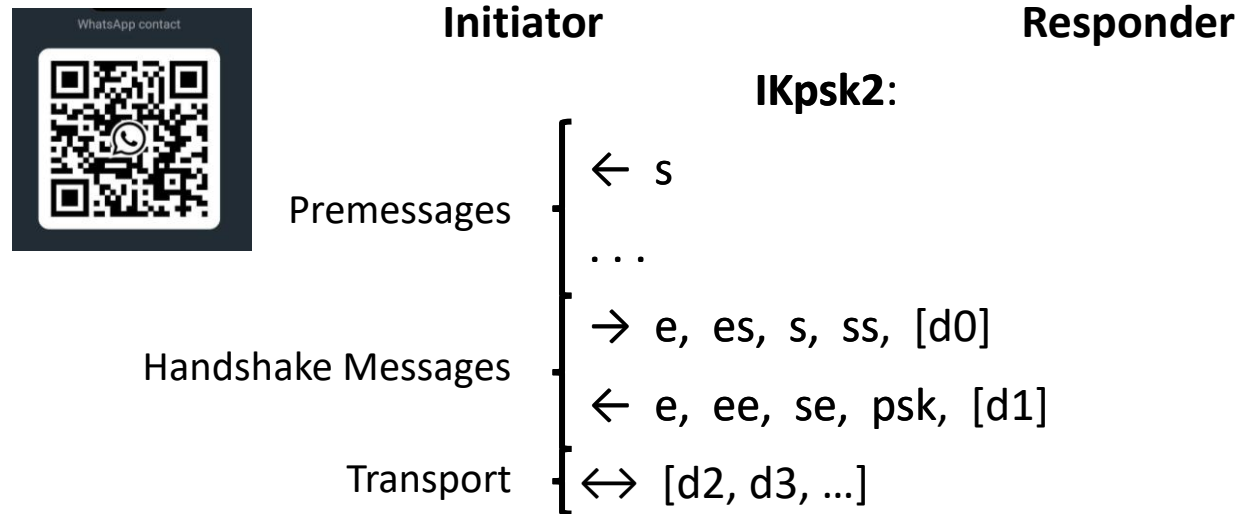 WhatsApp contact
Initiator Responder
IKpsk2:
Premessages
← s
...
Handshake Messages
→ e, es, s, ss, [d0]
← e, ee, se, psk, [d1]
Transport
↔ [d2, d3, …]